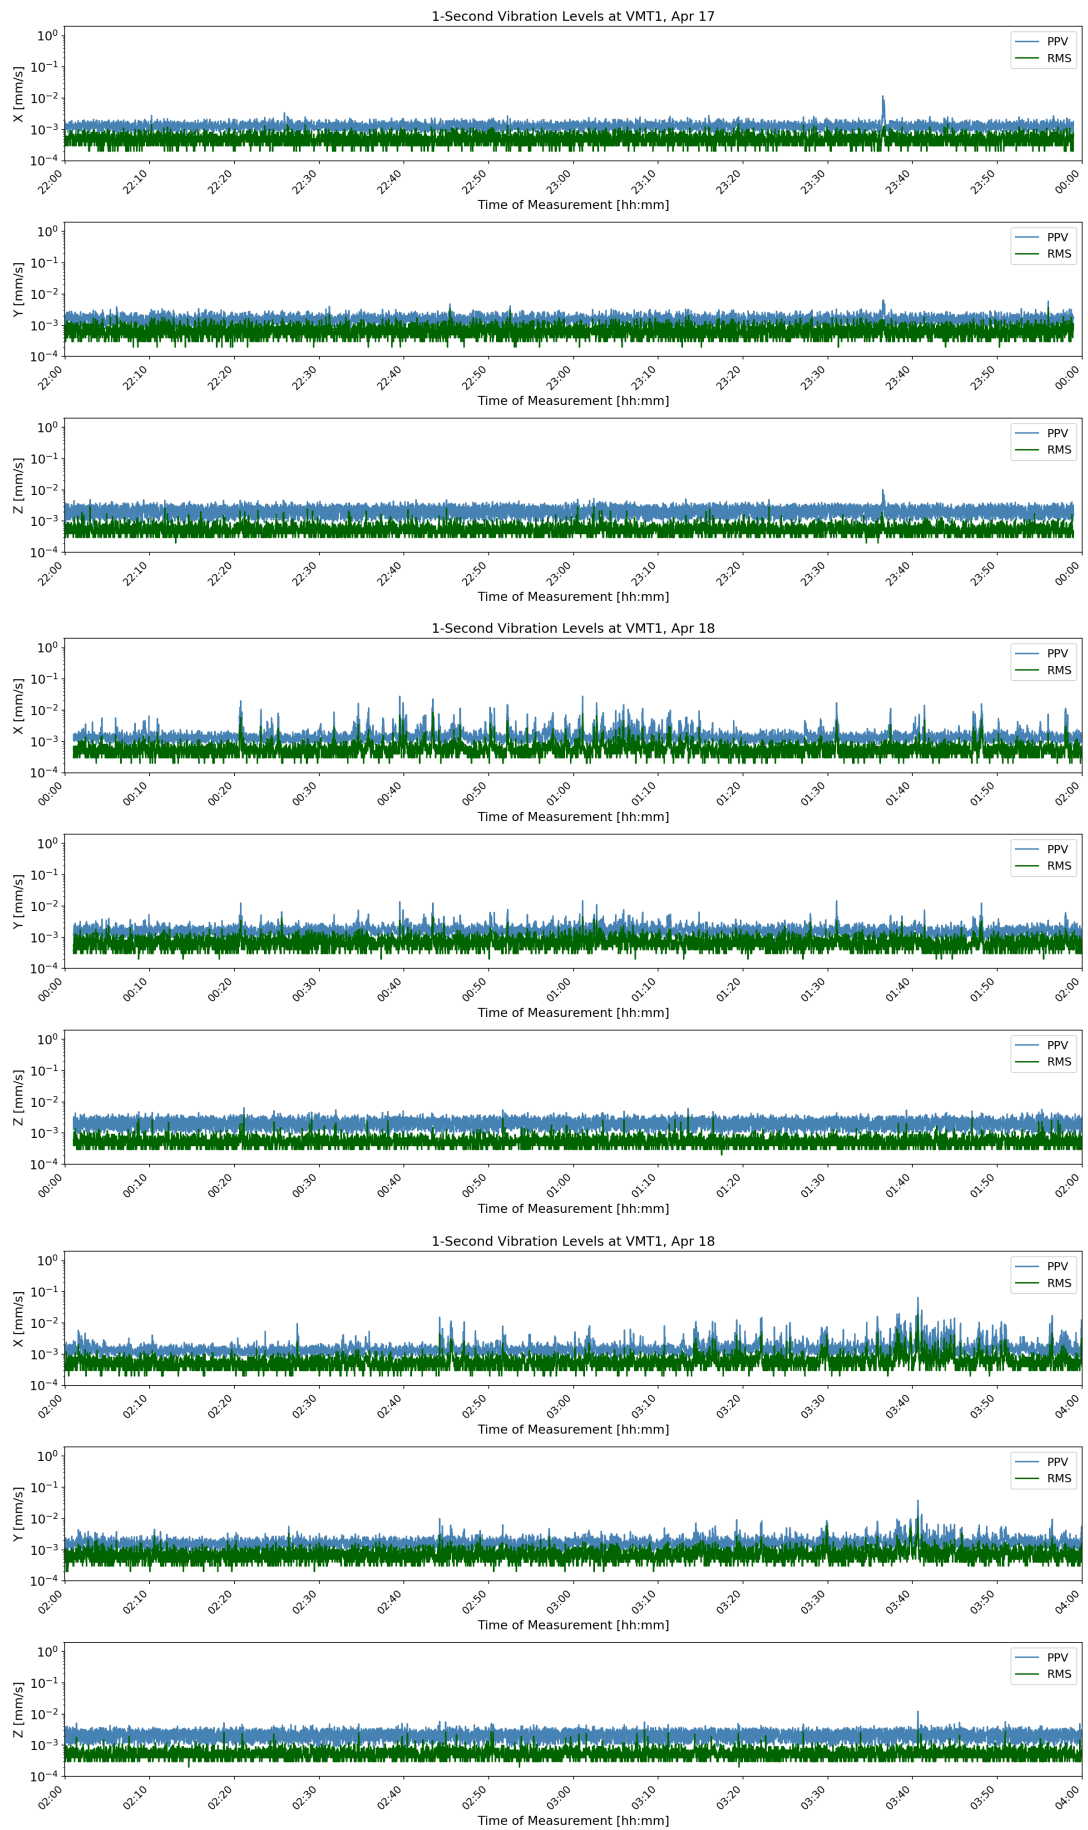 1-Second Vibration Levels at VMT1, Apr 17
X [mm/s]
10⁰
10⁻¹
10⁻²
10⁻³
10⁻⁴
PPV
RMS
22:00 22:10 22:20 22:30 22:40 22:50 23:00 23:10 23:20 23:30 23:40 23:50 00:00
Time of Measurement [hh:mm]
Y [mm/s]
10⁰
10⁻¹
10⁻²
10⁻³
10⁻⁴
PPV
RMS
22:00 22:10 22:20 22:30 22:40 22:50 23:00 23:10 23:20 23:30 23:40 23:50 00:00
Time of Measurement [hh:mm]
Z [mm/s]
10⁰
10⁻¹
10⁻²
10⁻³
10⁻⁴
PPV
RMS
22:00 22:10 22:20 22:30 22:40 22:50 23:00 23:10 23:20 23:30 23:40 23:50 00:00
Time of Measurement [hh:mm]
1-Second Vibration Levels at VMT1, Apr 18
X [mm/s]
10⁰
10⁻¹
10⁻²
10⁻³
10⁻⁴
PPV
RMS
00:00 00:10 00:20 00:30 00:40 00:50 01:00 01:10 01:20 01:30 01:40 01:50 02:00
Time of Measurement [hh:mm]
Y [mm/s]
10⁰
10⁻¹
10⁻²
10⁻³
10⁻⁴
PPV
RMS
00:00 00:10 00:20 00:30 00:40 00:50 01:00 01:10 01:20 01:30 01:40 01:50 02:00
Time of Measurement [hh:mm]
Z [mm/s]
10⁰
10⁻¹
10⁻²
10⁻³
10⁻⁴
PPV
RMS
00:00 00:10 00:20 00:30 00:40 00:50 01:00 01:10 01:20 01:30 01:40 01:50 02:00
Time of Measurement [hh:mm]
1-Second Vibration Levels at VMT1, Apr 18
X [mm/s]
10⁰
10⁻¹
10⁻²
10⁻³
10⁻⁴
PPV
RMS
02:00 02:10 02:20 02:30 02:40 02:50 03:00 03:10 03:20 03:30 03:40 03:50 04:00
Time of Measurement [hh:mm]
Y [mm/s]
10⁰
10⁻¹
10⁻²
10⁻³
10⁻⁴
PPV
RMS
02:00 02:10 02:20 02:30 02:40 02:50 03:00 03:10 03:20 03:30 03:40 03:50 04:00
Time of Measurement [hh:mm]
Z [mm/s]
10⁰
10⁻¹
10⁻²
10⁻³
10⁻⁴
PPV
RMS
02:00 02:10 02:20 02:30 02:40 02:50 03:00 03:10 03:20 03:30 03:40 03:50 04:00
Time of Measurement [hh:mm]